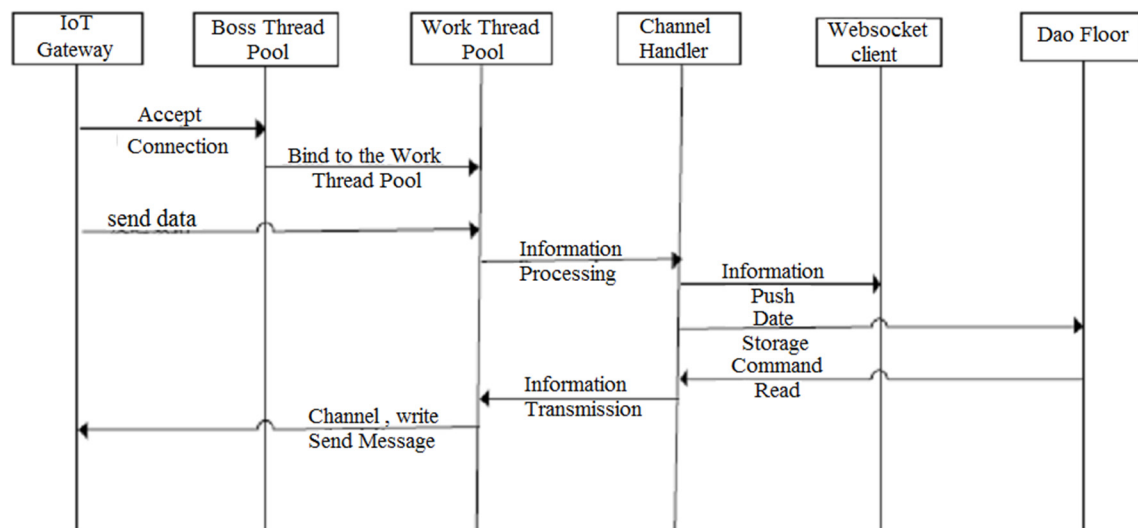 IoT
Gateway
Boss Thread
Pool
Work Thread
Pool
Channel
Handler
Websocket
client
Dao Floor
Accept
Connection
Bind to the Work
Thread Pool
send data
Information
Processing
Information
Push
Date
Storage
Command
Read
Information
Transmission
Channel , write
Send Message